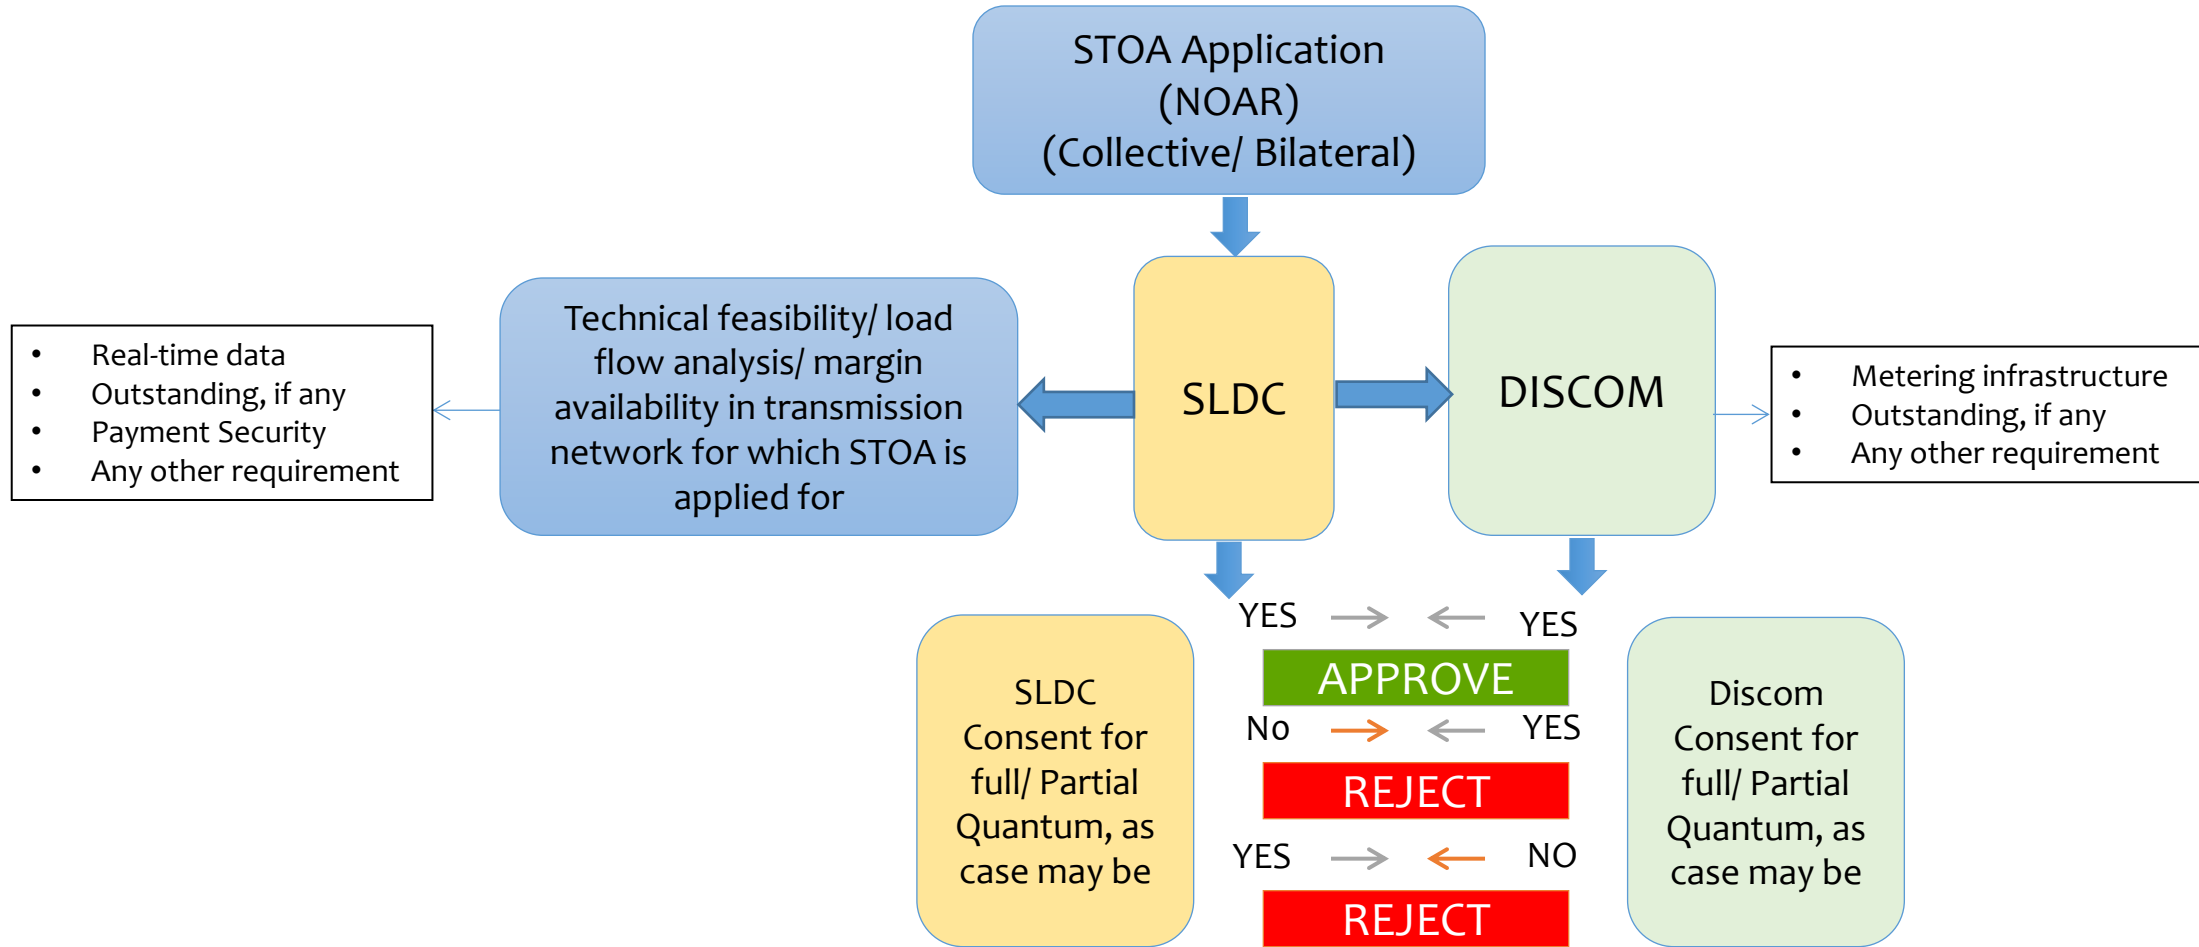 STOA Application
(NOAR)
(Collective/ Bilateral)
• Real-time data
• Outstanding, if any
• Payment Security
• Any other requirement
Technical feasibility/ load
flow analysis/ margin
availability in transmission
network for which STOA is
applied for
SLDC
DISCOM
• Metering infrastructure
• Outstanding, if any
• Any other requirement
SLDC
Consent for
full/ Partial
Quantum, as
case may be
YES YES
APPROVE
No YES
REJECT
YES NO
REJECT
Discom
Consent for
full/ Partial
Quantum, as
case may be